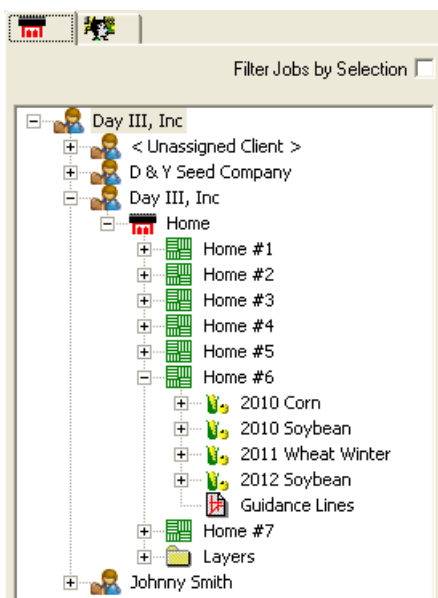 Filter Jobs by Selection
Day III, Inc
< Unassigned Client >
D & Y Seed Company
Day III, Inc
Home
Home #1
Home #2
Home #3
Home #4
Home #5
Home #6
2010 Corn
2010 Soybean
2011 Wheat Winter
2012 Soybean
Guidance Lines
Home #7
Layers
Johnny Smith